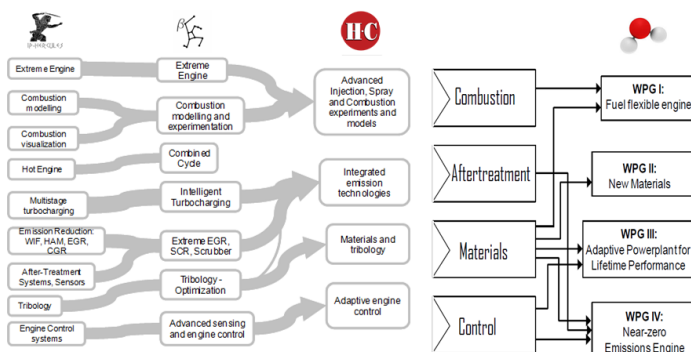 H·C
Extreme Engine
Combustion
modelling
Combustion
visualization
Hot Engine
Multistage
turbocharging
Emission Reduction:
WIF, HAM, EGR,
CGR
After-Treatment
Systems, Sensors
Tribology
Engine Control
systems
Extreme
Engine
Combustion
modelling and
experimentation
Combined
Cycle
Intelligent
Turbocharging
Extreme EGR,
SCR, Scrubber
Tribology -
Optimization
Advanced sensing
and engine control
Advanced
Injection, Spray
and Combustion
experiments and
models
Integrated
emission
technologies
Materials and
tribology
Adaptive engine
control
Combustion
Aftertreatment
Materials
Control
WPG I:
Fuel flexible engine
WPG II:
New Materials
WPG III:
Adaptive Powerplant for
Lifetime Performance
WPG IV:
Near-zero
Emissions Engine